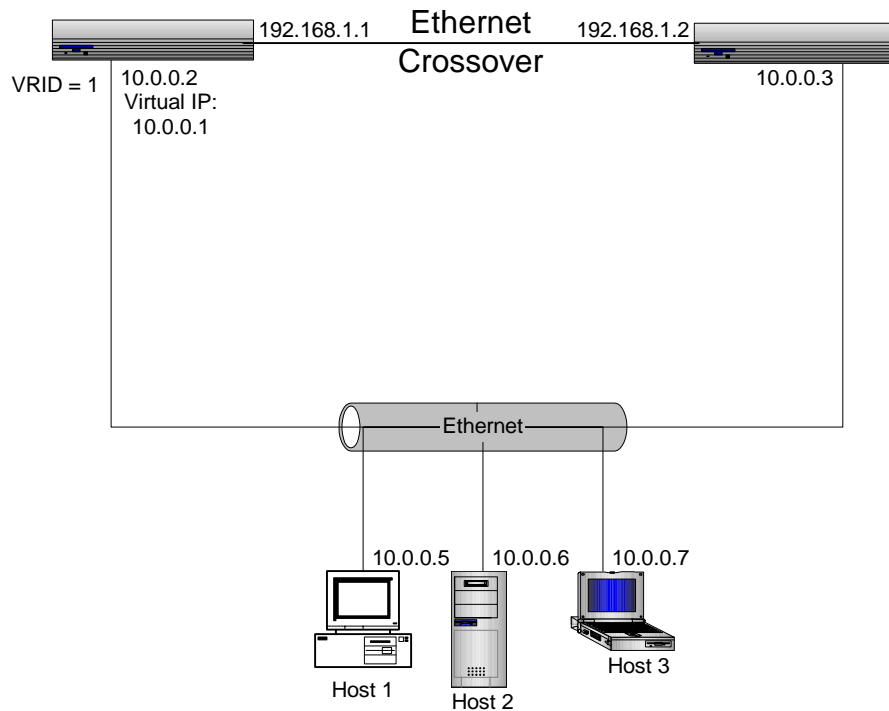 192.168.1.1
Ethernet
Crossover
192.168.1.2
VRID = 1
10.0.0.2
Virtual IP:
10.0.0.1
10.0.0.3
Ethernet
10.0.0.5
10.0.0.6
10.0.0.7
Host 1
Host 2
Host 3